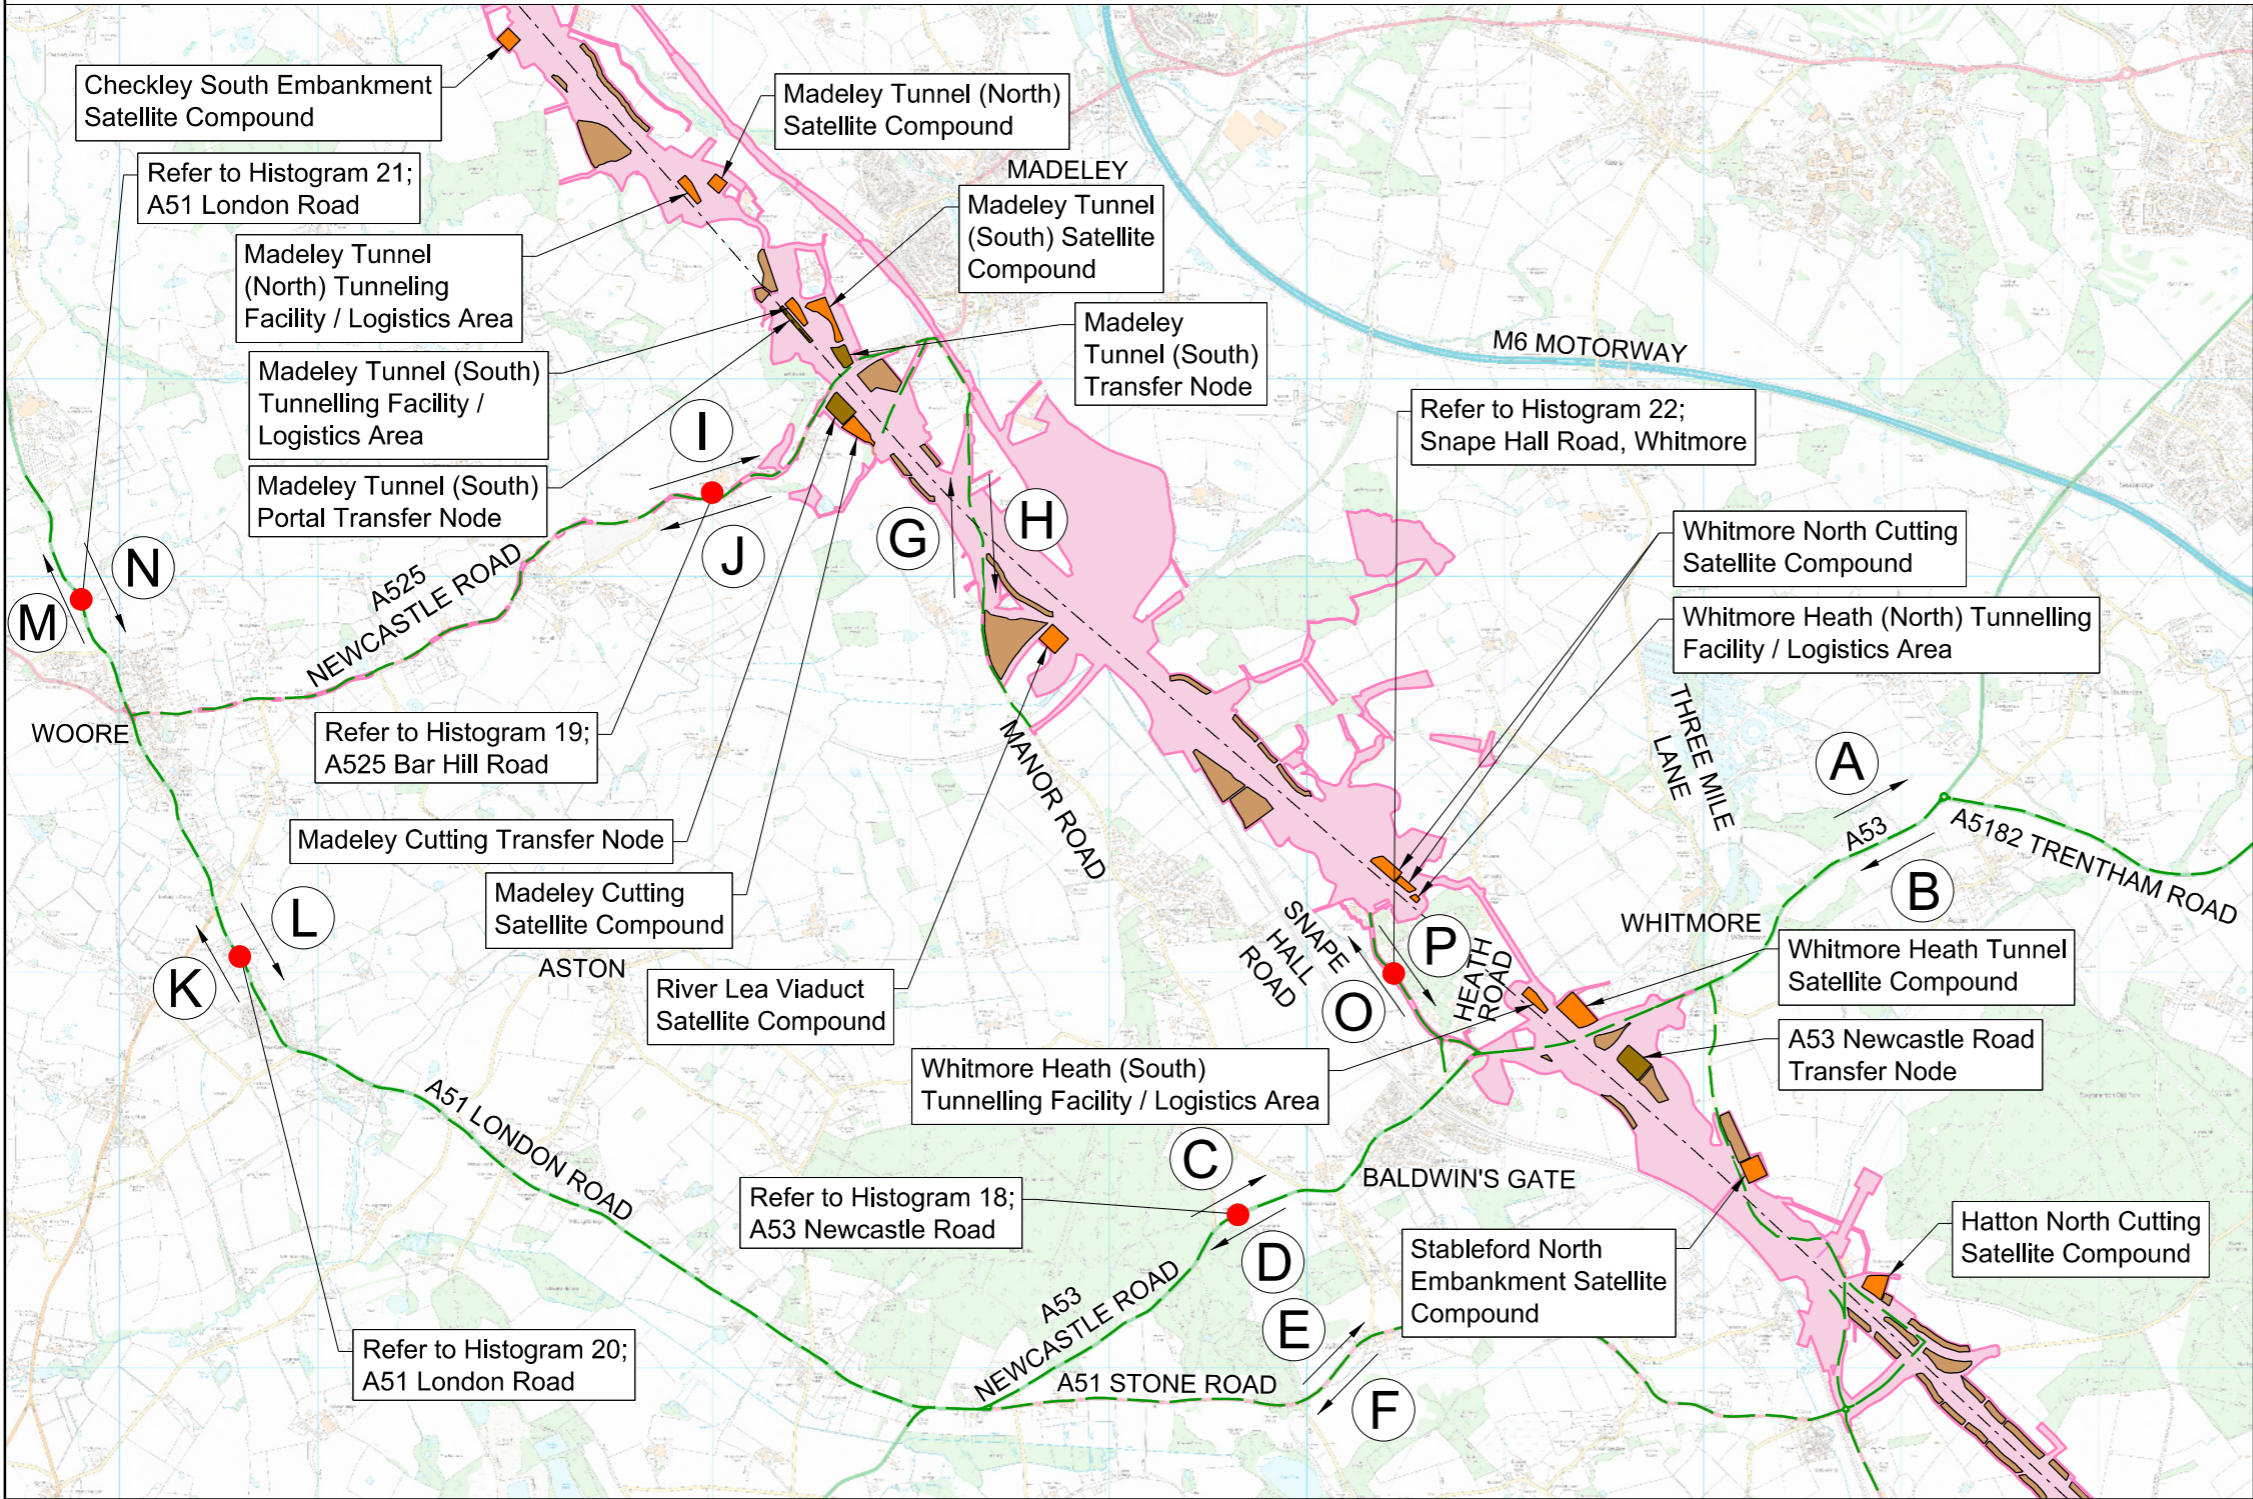 Checkley South Embankment
Satellite Compound
Madeley Tunnel (North)
Satellite Compound
Refer to Histogram 21;
A51 London Road
MADELEY
Madeley Tunnel
(South) Satellite
Compound
Madeley Tunnel
(North) Tunneling
Facility / Logistics Area
Madeley
Tunnel (South)
Transfer Node
M6 MOTORWAY
Madeley Tunnel (South)
Tunnelling Facility /
Logistics Area
Refer to Histogram 22;
Snape Hall Road, Whitmore
I
Madeley Tunnel (South)
Portal Transfer Node
H
G
J
N
M
Whitmore North Cutting
Satellite Compound
A525
NEWCASTLE ROAD
Whitmore Heath (North) Tunnelling
Facility / Logistics Area
WOORE
Refer to Histogram 19;
A525 Bar Hill Road
MANOR ROAD
THREE MILE
LANE
A
A53
A5182 TRENTHAM ROAD
B
Madeley Cutting Transfer Node
Madeley Cutting
Satellite Compound
L
K
ASTON
SNAPE
HALL
ROAD
P
O
HEATH
ROAD
WHITMORE
Whitmore Heath Tunnel
Satellite Compound
River Lea Viaduct
Satellite Compound
A53 Newcastle Road
Transfer Node
Whitmore Heath (South)
Tunnelling Facility / Logistics Area
A51 LONDON ROAD
C
BALDWIN'S GATE
Refer to Histogram 18;
A53 Newcastle Road
D
Hatton North Cutting
Satellite Compound
Stableford North
Embankment Satellite
Compound
A53
NEWCASTLE ROAD
E
Refer to Histogram 20;
A51 London Road
A51 STONE ROAD
F